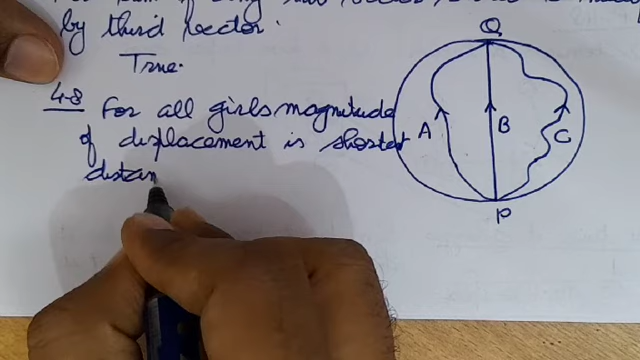 by third vector.
True.
4.8 For all girls magnitude
of displacement is shortest
distan
Q
A
B
C
P